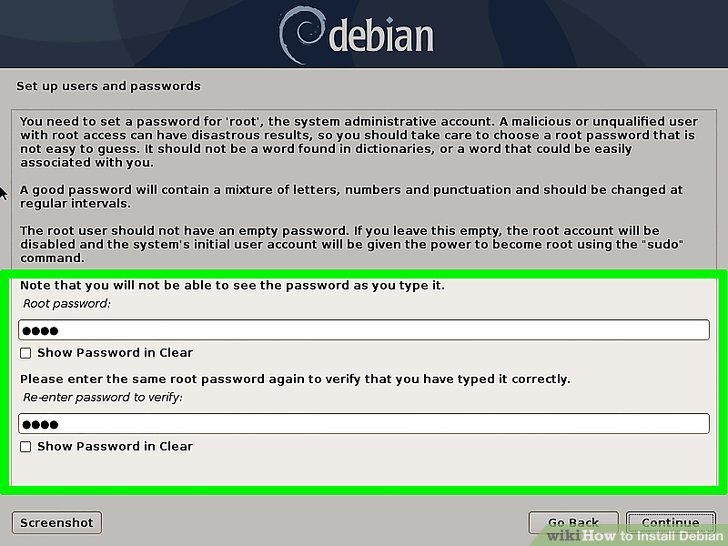 debian
Set up users and passwords
You need to set a password for 'root', the system administrative account. A malicious or unqualified user
with root access can have disastrous results, so you should take care to choose a root password that is
not easy to guess. It should not be a word found in dictionaries, or a word that could be easily
associated with you.
A good password will contain a mixture of letters, numbers and punctuation and should be changed at
regular intervals.
The root user should not have an empty password. If you leave this empty, the root account will be
disabled and the system's initial user account will be given the power to become root using the "sudo"
command.
Note that you will not be able to see the password as you type it.
Root password:
●●●●
Show Password in Clear
Please enter the same root password again to verify that you have typed it correctly.
Re-enter password to verify:
●●●●
Show Password in Clear
Screenshot
Go Back
Continue
wikiHow to Install Debian